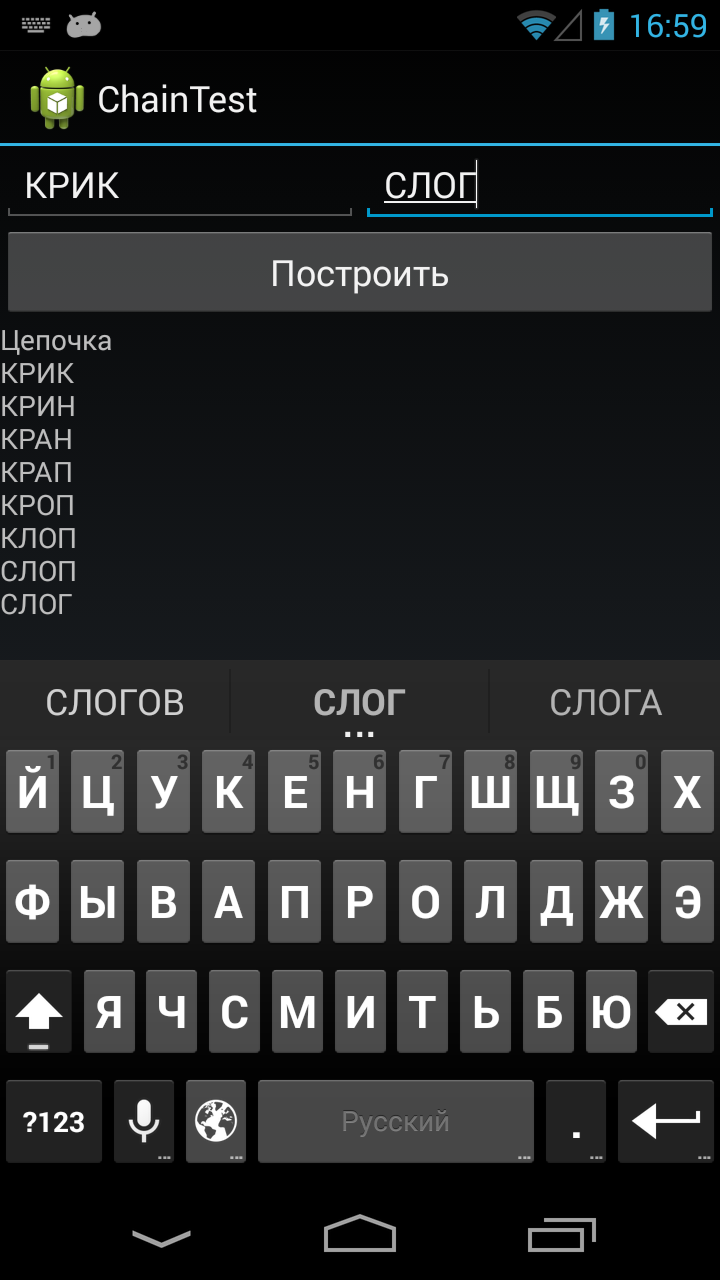 16:59
ChainTest
КРИК СЛОГ
Построить
Цепочка
КРИК
КРИН
КРАН
КРАП
КРОП
КЛОП
СЛОП
СЛОГ
СЛОГОВ СЛОГ СЛОГА
1 2 3 4 5 6 7 8 9 0
Й Ц У К Е Н Г Ш Щ З Х
Ф Ы В А П Р О Л Д Ж Э
Я Ч С М И Т Ь Б Ю
?123 Русский .